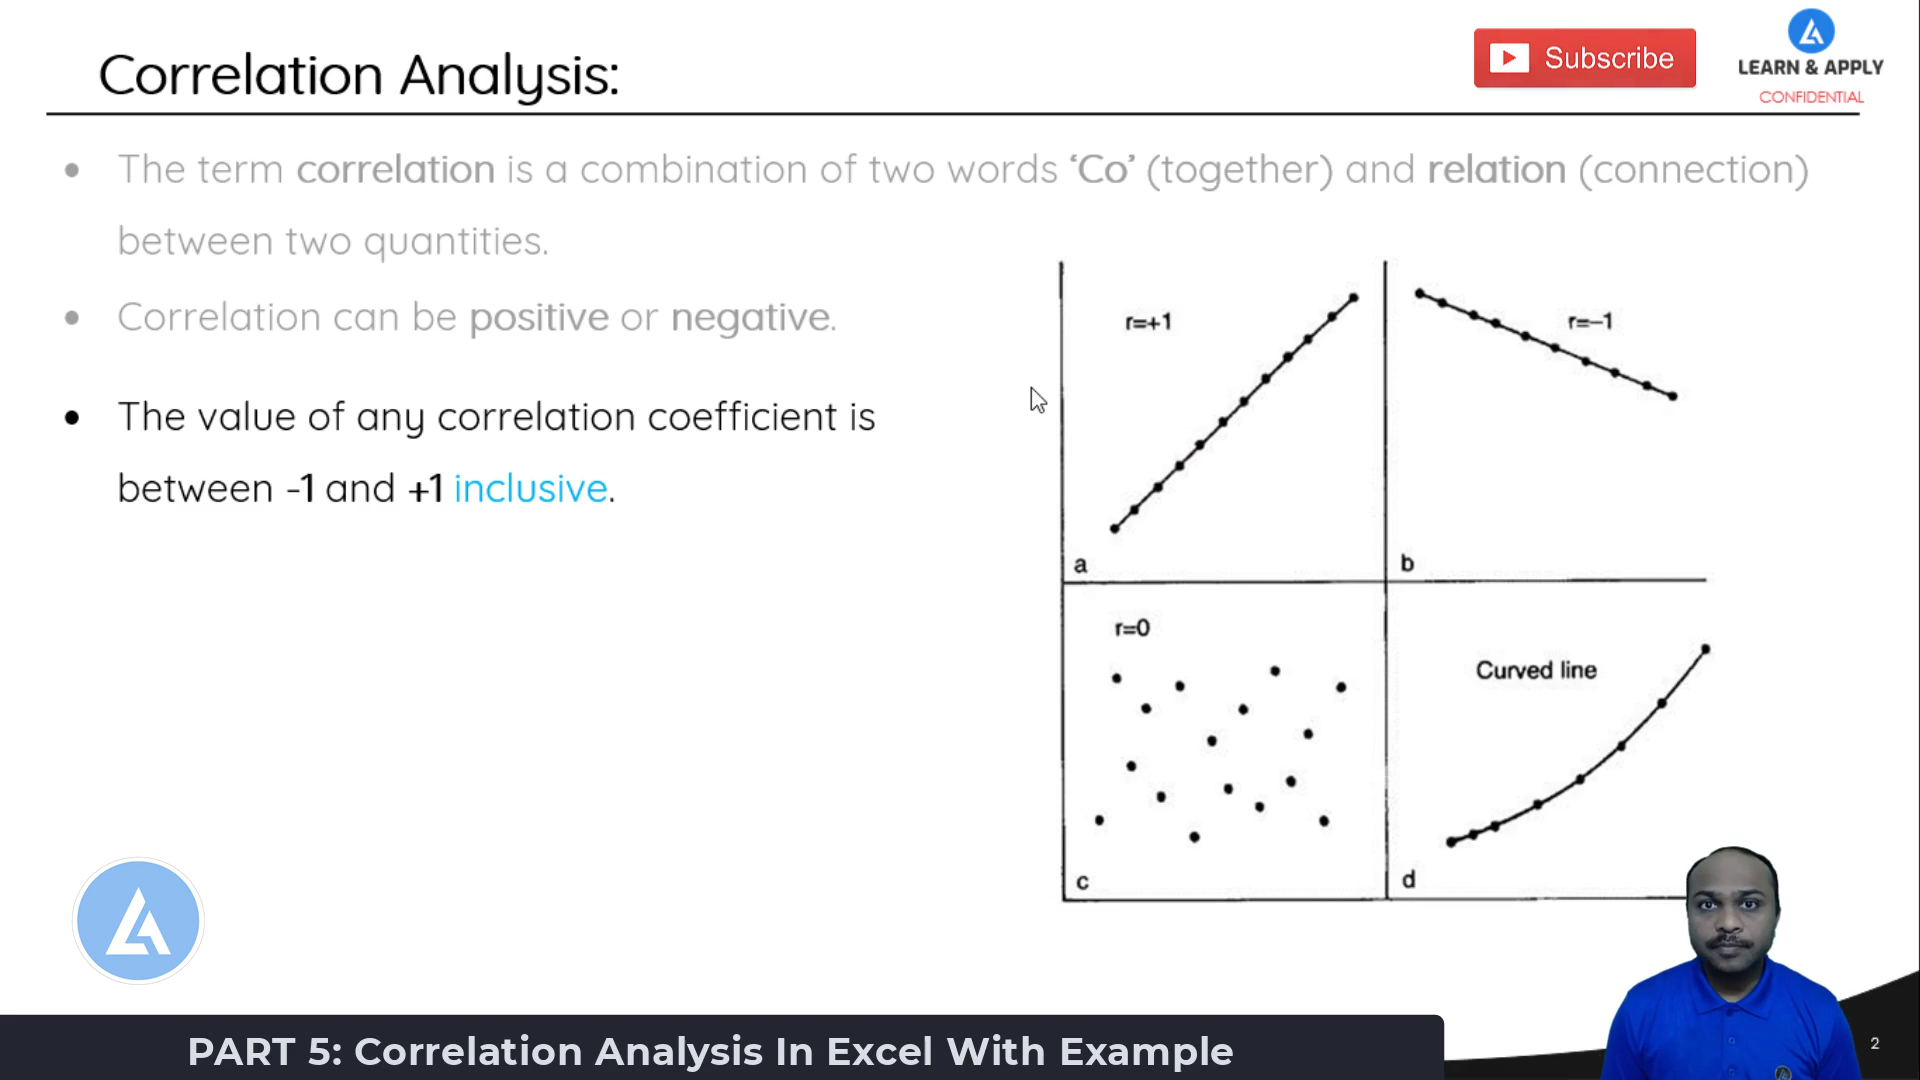 Correlation Analysis:
Subscribe
LEARN & APPLY
CONFIDENTIAL
• The term correlation is a combination of two words ‘Co’ (together) and relation (connection)
between two quantities.
• Correlation can be positive or negative.
• The value of any correlation coefficient is
between -1 and +1 inclusive.
r=+1
r=–1
a
b
r=0
Curved line
c
d
PART 5: Correlation Analysis In Excel With Example
2